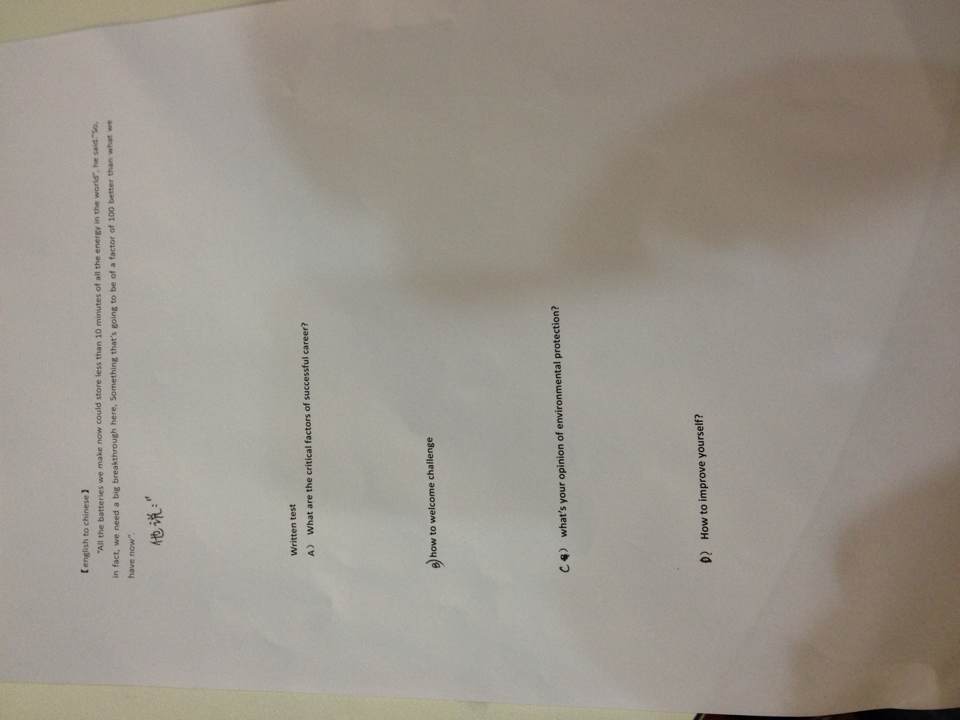 【english to chinese】
"All the batteries we make now could store less than 10 minutes of all the energy in the world", he said."So,
in fact, we need a big breakthrough here, Something that's going to be of a factor of 100 better than what we
have now".
他说:"
Written test
A） What are the critical factors of successful career?
B) how to welcome challenge
C） what's your opinion of environmental protection?
D） How to improve yourself?